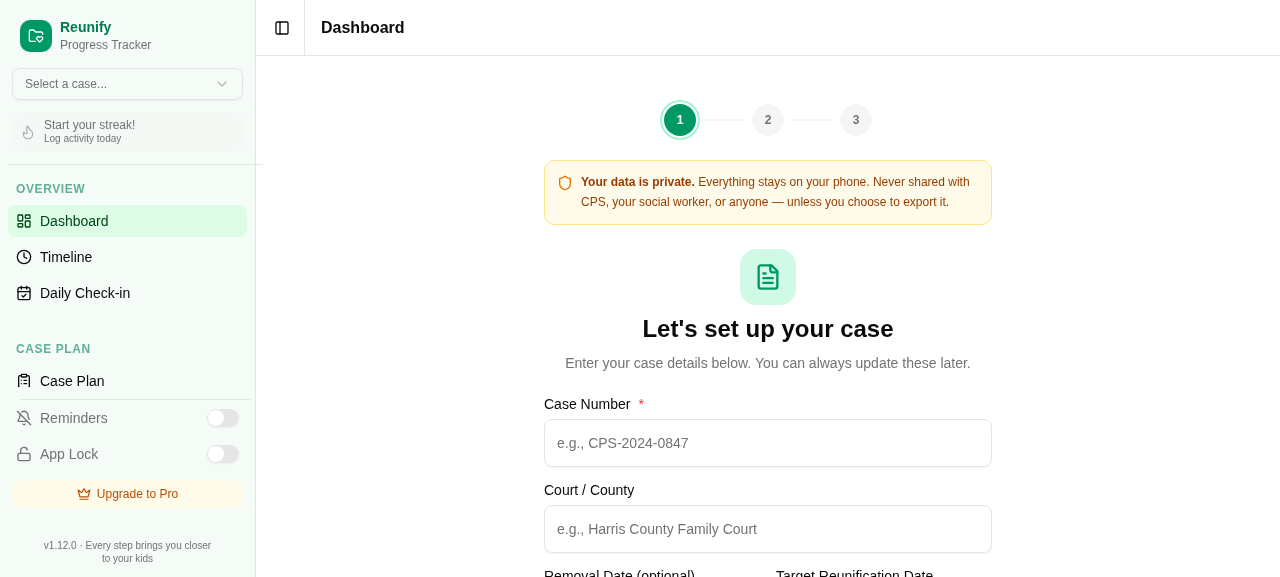 Reunify
Progress Tracker
Select a case...
Start your streak!
Log activity today
OVERVIEW
Dashboard
Timeline
Daily Check-in
CASE PLAN
Case Plan
Reminders
App Lock
Upgrade to Pro
v1.12.0 · Every step brings you closer
to your kids
Dashboard
1 2 3
Your data is private. Everything stays on your phone. Never shared with
CPS, your social worker, or anyone — unless you choose to export it.
Let's set up your case
Enter your case details below. You can always update these later.
Case Number *
e.g., CPS-2024-0847
Court / County
e.g., Harris County Family Court
Removal Date (optional) Target Reunification Date